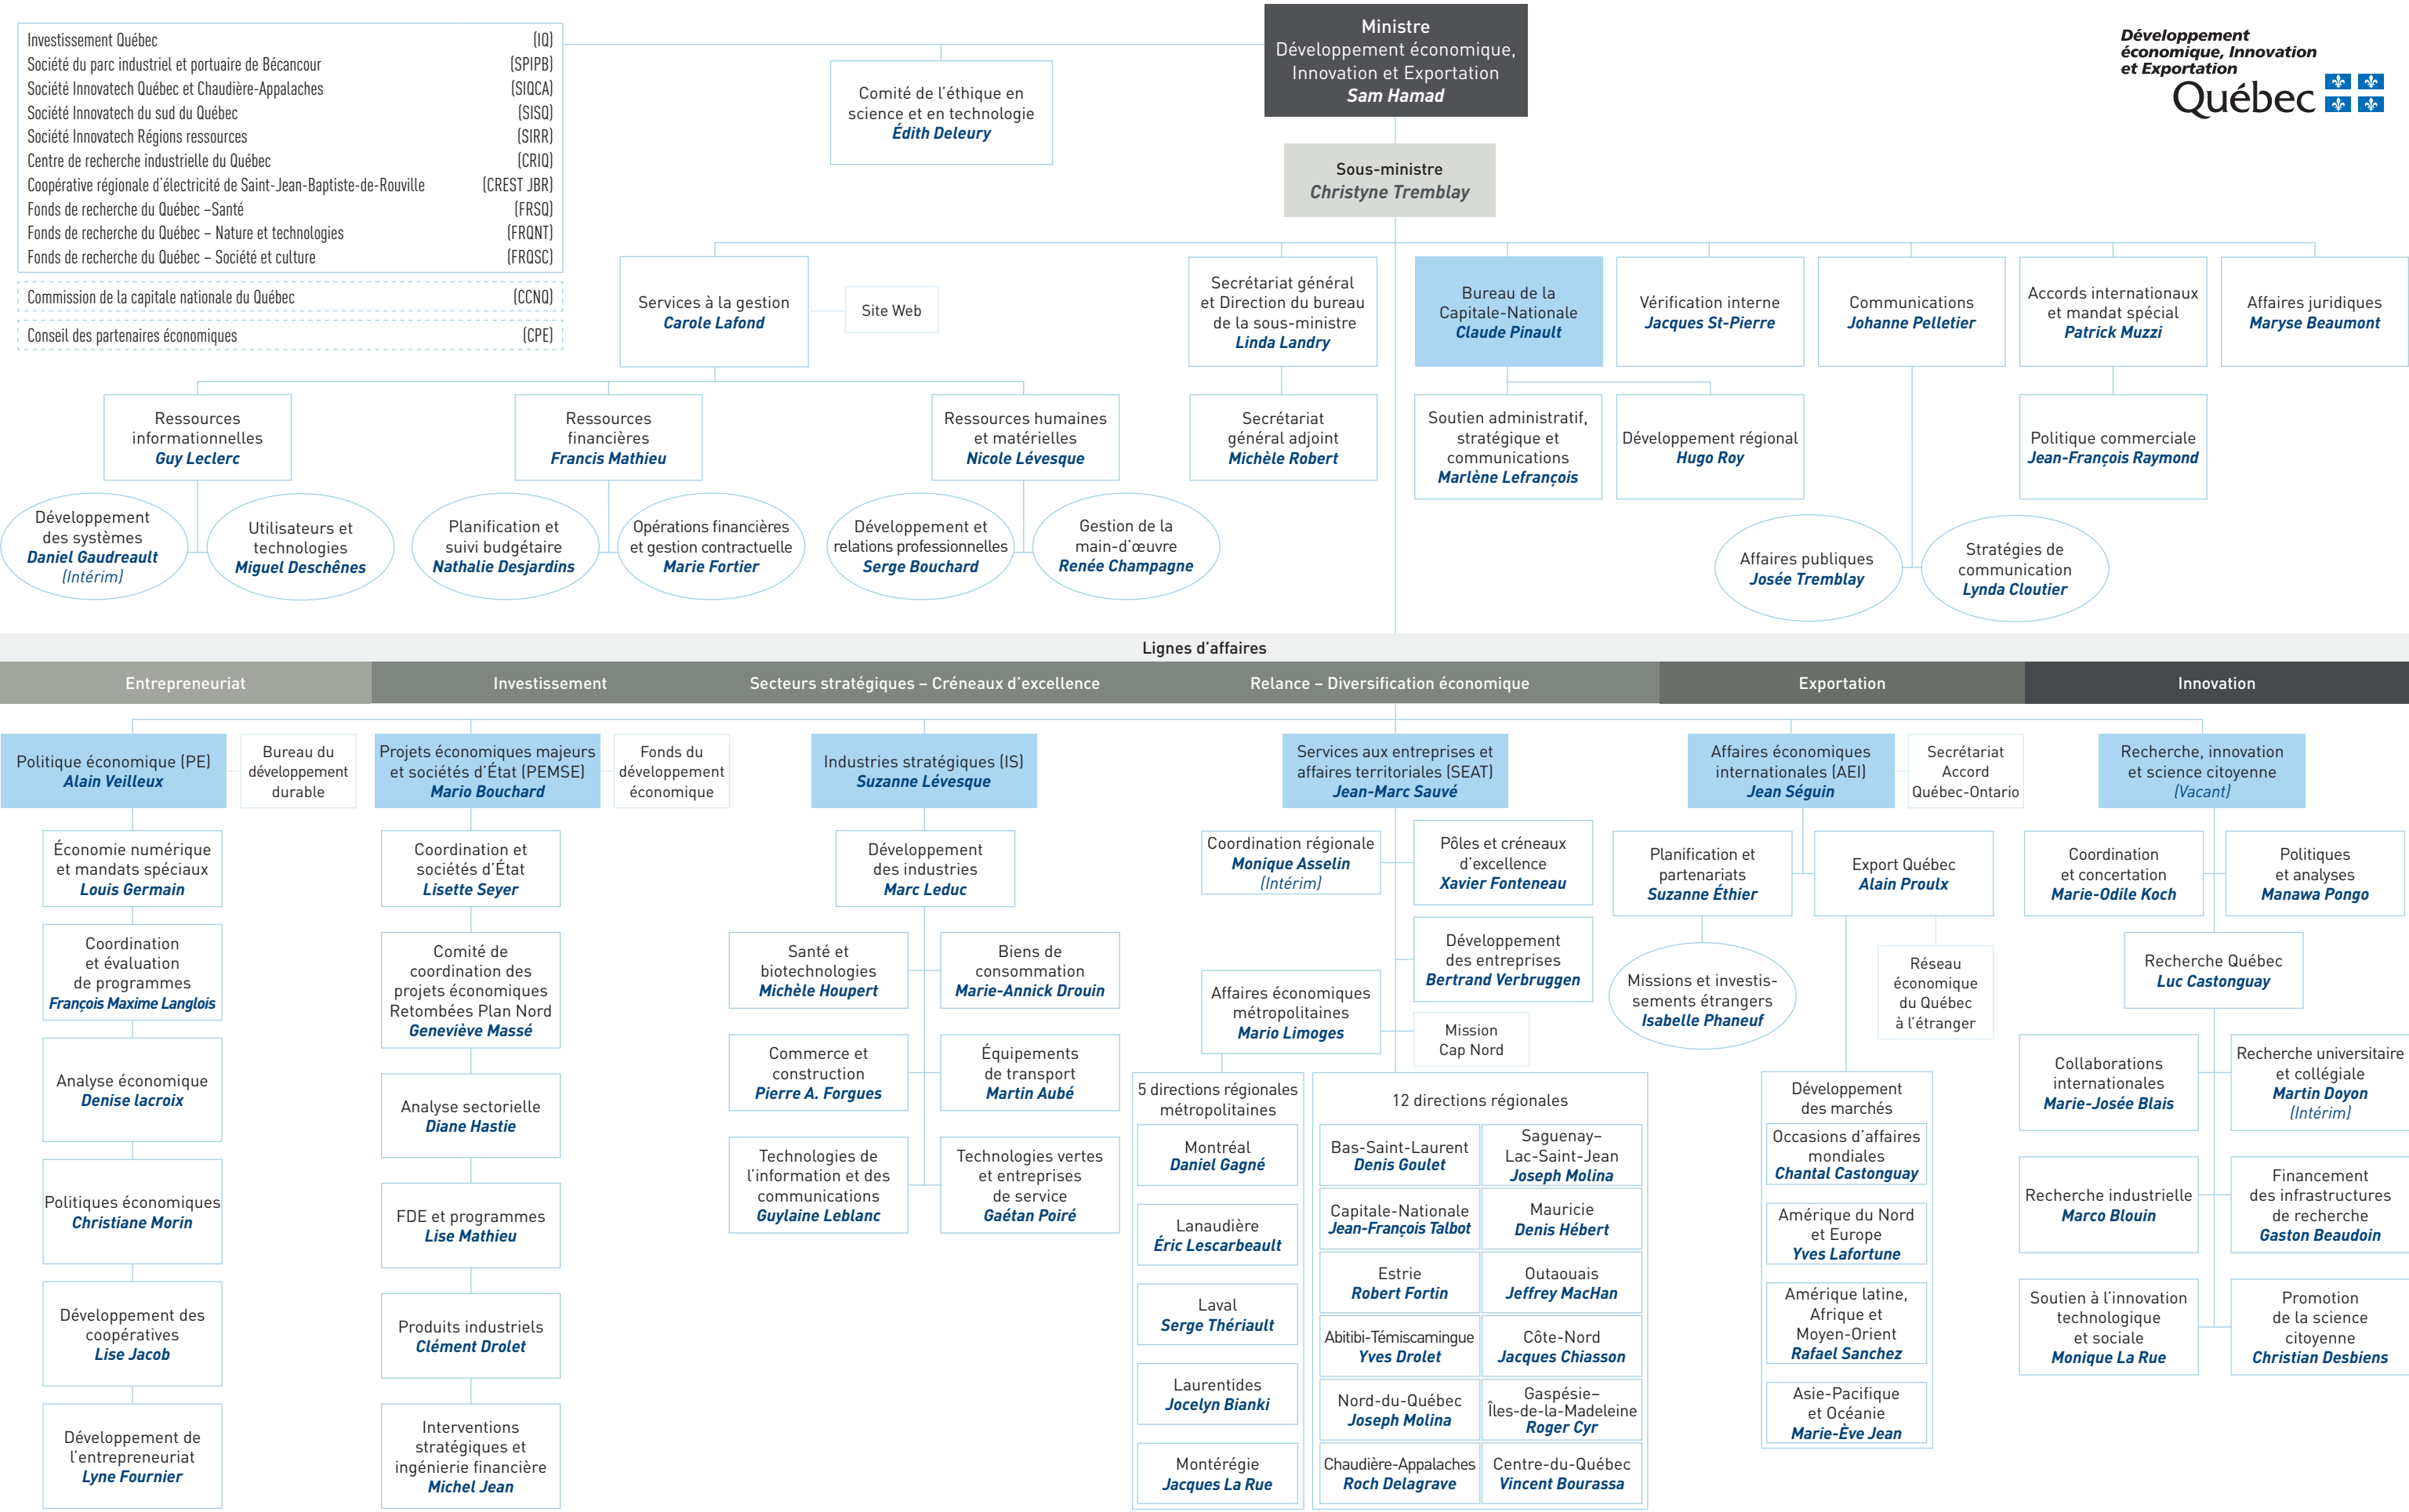 Ministre
Développement économique,
Innovation et Exportation
Sam Hamad
Développement
économique, Innovation
et Exportation
Québec
Investissement Québec (IQ)
Société du parc industriel et portuaire de Bécancour (SPIPB)
Société Innovatech Québec et Chaudière-Appalaches (SIQCA)
Société Innovatech du sud du Québec (SISQ)
Société Innovatech Régions ressources (SIRR)
Centre de recherche industrielle du Québec (CRIQ)
Coopérative régionale d'électricité de Saint-Jean-Baptiste-de-Rouville (CREST JBR)
Fonds de recherche du Québec –Santé (FRSQ)
Fonds de recherche du Québec – Nature et technologies (FRQNT)
Fonds de recherche du Québec – Société et culture (FRQSC)
Commission de la capitale nationale du Québec (CCNQ)
Conseil des partenaires économiques (CPE)
Comité de l'éthique en
science et en technologie
Édith Deleury
Sous-ministre
Christyne Tremblay
Services à la gestion
Carole Lafond
Site Web
Secrétariat général
et Direction du bureau
de la sous-ministre
Linda Landry
Bureau de la
Capitale-Nationale
Claude Pinault
Vérification interne
Jacques St-Pierre
Communications
Johanne Pelletier
Accords internationaux
et mandat spécial
Patrick Muzzi
Affaires juridiques
Maryse Beaumont
Ressources
informationnelles
Guy Leclerc
Ressources
financières
Francis Mathieu
Ressources humaines
et matérielles
Nicole Lévesque
Secrétariat
général adjoint
Michèle Robert
Soutien administratif,
stratégique et
communications
Marlène Lefrançois
Développement régional
Hugo Roy
Politique commerciale
Jean-François Raymond
Développement
des systèmes
Daniel Gaudreault
(Intérim)
Utilisateurs et
technologies
Miguel Deschênes
Planification et
suivi budgétaire
Nathalie Desjardins
Opérations financières
et gestion contractuelle
Marie Fortier
Développement et
relations professionnelles
Serge Bouchard
Gestion de la
main-d'œuvre
Renée Champagne
Affaires publiques
Josée Tremblay
Stratégies de
communication
Lynda Cloutier
Lignes d'affaires
Entrepreneuriat
Investissement
Secteurs stratégiques – Créneaux d'excellence
Relance – Diversification économique
Exportation
Innovation
Politique économique (PE)
Alain Veilleux
Bureau du
développement
durable
Projets économiques majeurs
et sociétés d'État (PEMSE)
Mario Bouchard
Fonds du
développement
économique
Industries stratégiques (IS)
Suzanne Lévesque
Services aux entreprises et
affaires territoriales (SEAT)
Jean-Marc Sauvé
Affaires économiques
internationales (AEI)
Jean Séguin
Secrétariat
Accord
Québec-Ontario
Recherche, innovation
et science citoyenne
(Vacant)
Économie numérique
et mandats spéciaux
Louis Germain
Coordination
et évaluation
de programmes
François Maxime Langlois
Analyse économique
Denise lacroix
Politiques économiques
Christiane Morin
Développement des
coopératives
Lise Jacob
Développement de
l'entrepreneuriat
Lyne Fournier
Coordination et
sociétés d'État
Lisette Seyer
Comité de
coordination des
projets économiques
Retombées Plan Nord
Geneviève Massé
Analyse sectorielle
Diane Hastie
FDE et programmes
Lise Mathieu
Produits industriels
Clément Drolet
Interventions
stratégiques et
ingénierie financière
Michel Jean
Développement
des industries
Marc Leduc
Santé et
biotechnologies
Michèle Houpert
Biens de
consommation
Marie-Annick Drouin
Commerce et
construction
Pierre A. Forgues
Équipements
de transport
Martin Aubé
Technologies de
l'information et des
communications
Guylaine Leblanc
Technologies vertes
et entreprises
de service
Gaétan Poiré
Coordination régionale
Monique Asselin
(Intérim)
Pôles et créneaux
d'excellence
Xavier Fonteneau
Développement
des entreprises
Bertrand Verbruggen
Affaires économiques
métropolitaines
Mario Limoges
Mission
Cap Nord
5 directions régionales
métropolitaines
Montréal
Daniel Gagné
Lanaudière
Éric Lescarbeault
Laval
Serge Thériault
Laurentides
Jocelyn Bianki
Montérégie
Jacques La Rue
12 directions régionales
Bas-Saint-Laurent
Denis Goulet
Saguenay–
Lac-Saint-Jean
Joseph Molina
Capitale-Nationale
Jean-François Talbot
Mauricie
Denis Hébert
Estrie
Robert Fortin
Outaouais
Jeffrey MacHan
Abitibi-Témiscamingue
Yves Drolet
Côte-Nord
Jacques Chiasson
Nord-du-Québec
Joseph Molina
Gaspésie–
Îles-de-la-Madeleine
Roger Cyr
Chaudière-Appalaches
Roch Delagrave
Centre-du-Québec
Vincent Bourassa
Planification et
partenariats
Suzanne Éthier
Export Québec
Alain Proulx
Missions et investis-
sements étrangers
Isabelle Phaneuf
Réseau
économique
du Québec
à l'étranger
Développement
des marchés
Occasions d'affaires
mondiales
Chantal Castonguay
Amérique du Nord
et Europe
Yves Lafortune
Amérique latine,
Afrique et
Moyen-Orient
Rafael Sanchez
Asie-Pacifique
et Océanie
Marie-Ève Jean
Coordination
et concertation
Marie-Odile Koch
Politiques
et analyses
Manawa Pongo
Recherche Québec
Luc Castonguay
Collaborations
internationales
Marie-Josée Blais
Recherche universitaire
et collégiale
Martin Doyon
(Intérim)
Recherche industrielle
Marco Blouin
Financement
des infrastructures
de recherche
Gaston Beaudoin
Soutien à l'innovation
technologique
et sociale
Monique La Rue
Promotion
de la science
citoyenne
Christian Desbiens